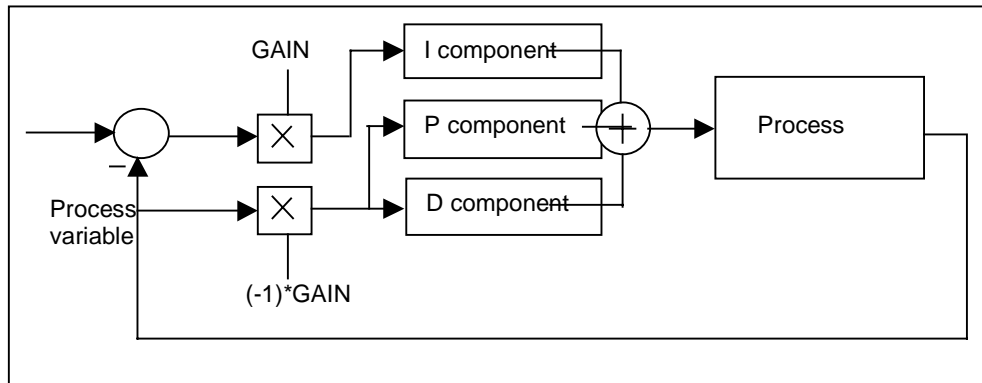 GAIN
I component
P component
Process
–
D component
Process
variable
(-1)*GAIN